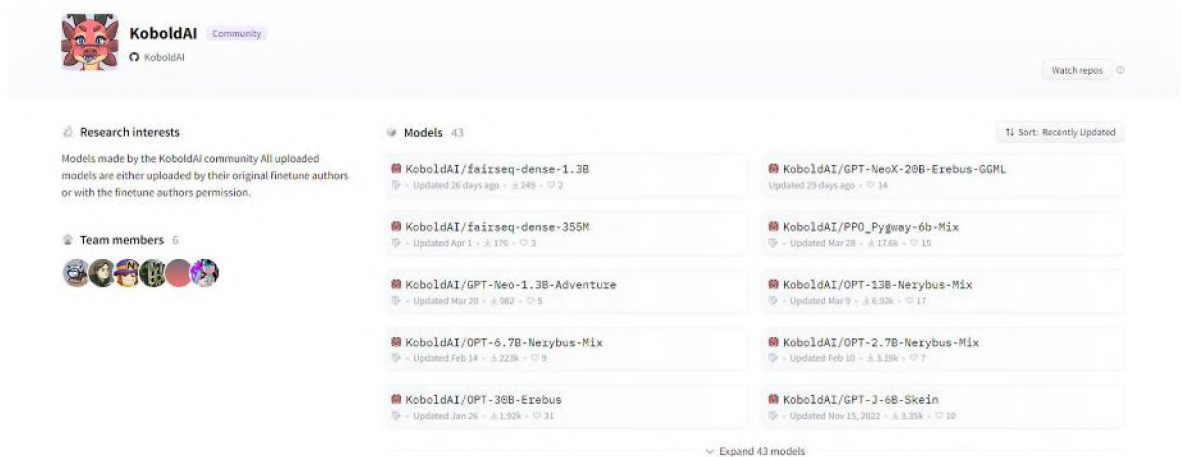 KoboldAI Community
KoboldAI
Watch repos
Research interests
Models made by the KoboldAI community All uploaded
models are either uploaded by their original finetune authors
or with the finetune authors permission.
Team members 6
Models 43
Sort: Recently Updated
KoboldAI/fairseq-dense-1.3B
Updated 26 days ago · 249 · 2
KoboldAI/GPT-NeoX-20B-Erebus-GGML
Updated 29 days ago · 14
KoboldAI/fairseq-dense-355M
Updated Apr 1 · 176 · 3
KoboldAI/PPO_Pygway-6b-Mix
Updated Mar 28 · 17.6k · 15
KoboldAI/GPT-Neo-1.3B-Adventure
Updated Mar 20 · 982 · 5
KoboldAI/OPT-13B-Nerybus-Mix
Updated Mar 9 · 6.92k · 17
KoboldAI/OPT-6.7B-Nerybus-Mix
Updated Feb 14 · 223k · 9
KoboldAI/OPT-2.7B-Nerybus-Mix
Updated Feb 10 · 3.19k · 7
KoboldAI/OPT-30B-Erebus
Updated Jan 26 · 1.92k · 31
KoboldAI/GPT-J-6B-Skein
Updated Nov 15, 2022 · 3.35k · 10
Expand 43 models